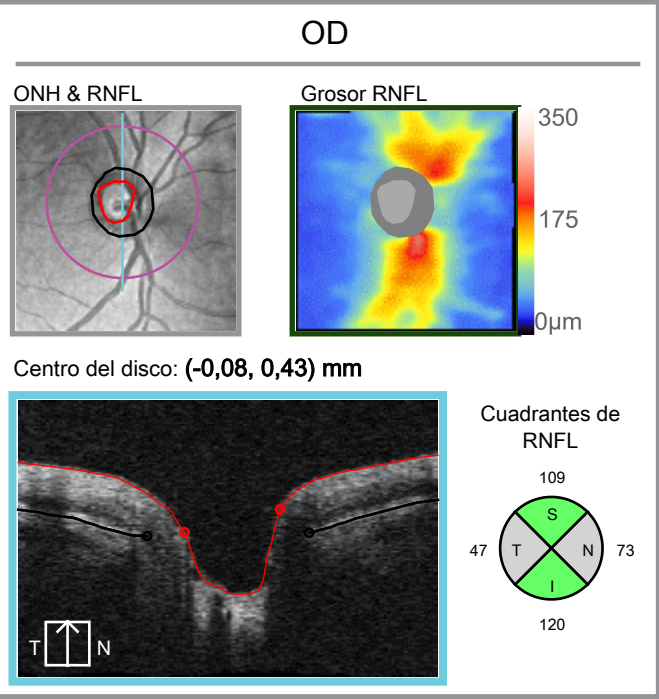 OD
ONH & RNFL
Grosor RNFL
350
175
0µm
Centro del disco: (-0,08, 0,43) mm
Cuadrantes de
RNFL
109
S
47 T N 73
I
120
T N